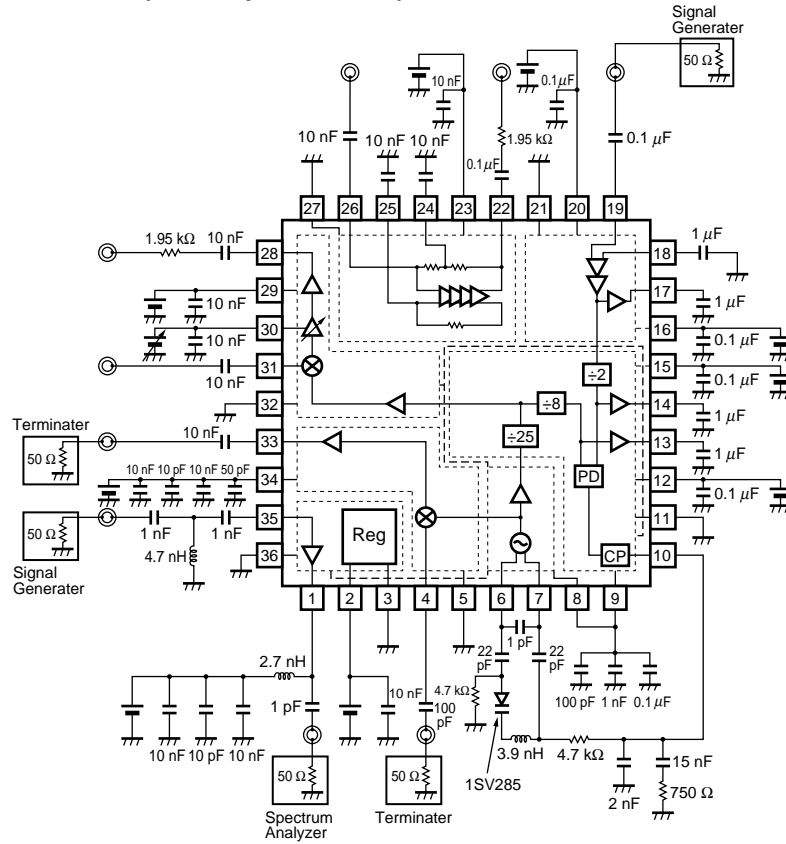 Signal
Generater
50 Ω
10 nF
0.1 µF
10 nF
10 nF
10 nF
1.95 kΩ
0.1 µF
0.1 µF
27
26
25
24
23
22
21
20
19
1.95 kΩ
10 nF
28
18
1 µF
29
10 nF
17
1 µF
30
10 nF
16
0.1 µF
31
10 nF
15
0.1 µF
÷2
32
÷8
14
1 µF
Terminater
50 Ω
10 nF
33
÷25
13
1 µF
10 nF
10 pF
10 nF
50 pF
34
PD
12
0.1 µF
50 Ω
1 nF
1 nF
35
11
4.7 nH
Signal
Generater
36
Reg
CP
10
1
2
3
4
5
6
7
8
9
1 pF
22
pF
22
pF
2.7 nH
1 pF
10 nF
100
pF
4.7 kΩ
100 pF
1 nF
0.1 µF
10 nF
10 pF
10 nF
3.9 nH
4.7 kΩ
15 nF
1SV285
2 nF
750 Ω
50 Ω
Spectrum
Analyzer
50 Ω
Terminater